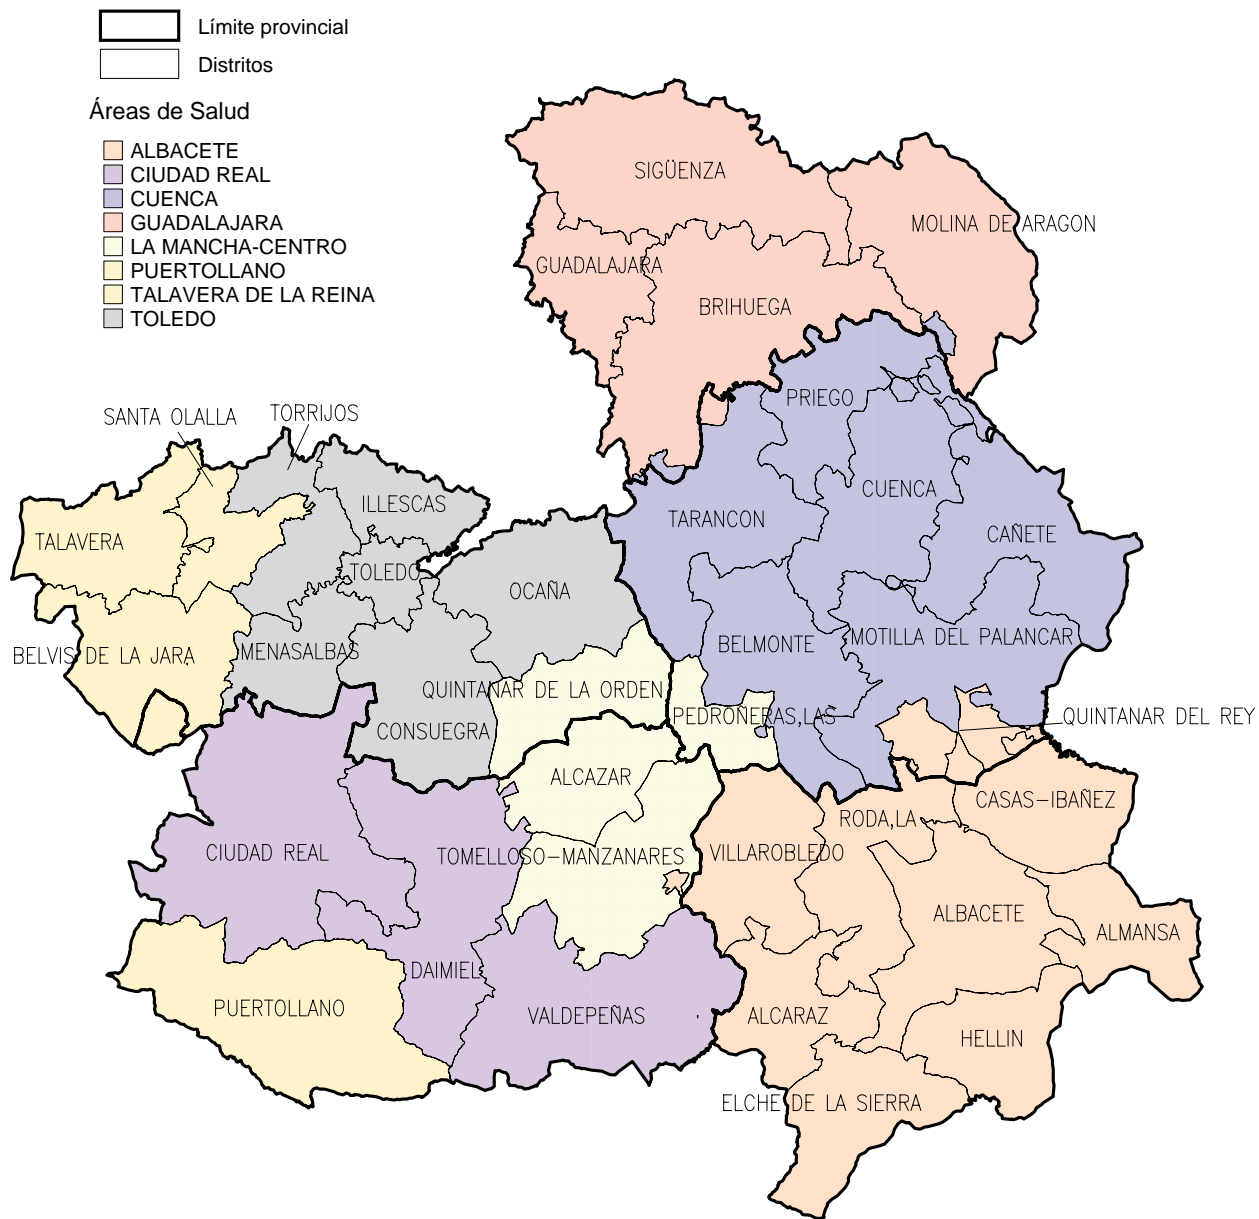 Límite provincial
Distritos
Áreas de Salud
ALBACETE
CIUDAD REAL
CUENCA
GUADALAJARA
LA MANCHA-CENTRO
PUERTOLLANO
TALAVERA DE LA REINA
TOLEDO
SIGÜENZA
MOLINA DE ARAGON
GUADALAJARA
BRIHUEGA
PRIEGO
SANTA OLALLA
TORRIJOS
CUENCA
ILLESCAS
TARANCON
CAÑETE
TALAVERA
TOLEDO
OCAÑA
BELMONTE
MOTILLA DEL PALANCAR
BELVIS DE LA JARA
MENASALBAS
QUINTANAR DE LA ORDEN
PEDROÑERAS,LAS
QUINTANAR DEL REY
CONSUEGRA
ALCAZAR
CASAS-IBAÑEZ
RODA,LA
CIUDAD REAL
TOMELLOSO-MANZANARES
VILLAROBLEDO
ALBACETE
ALMANSA
DAIMIEL
PUERTOLLANO
VALDEPEÑAS
ALCARAZ
HELLIN
ELCHE DE LA SIERRA